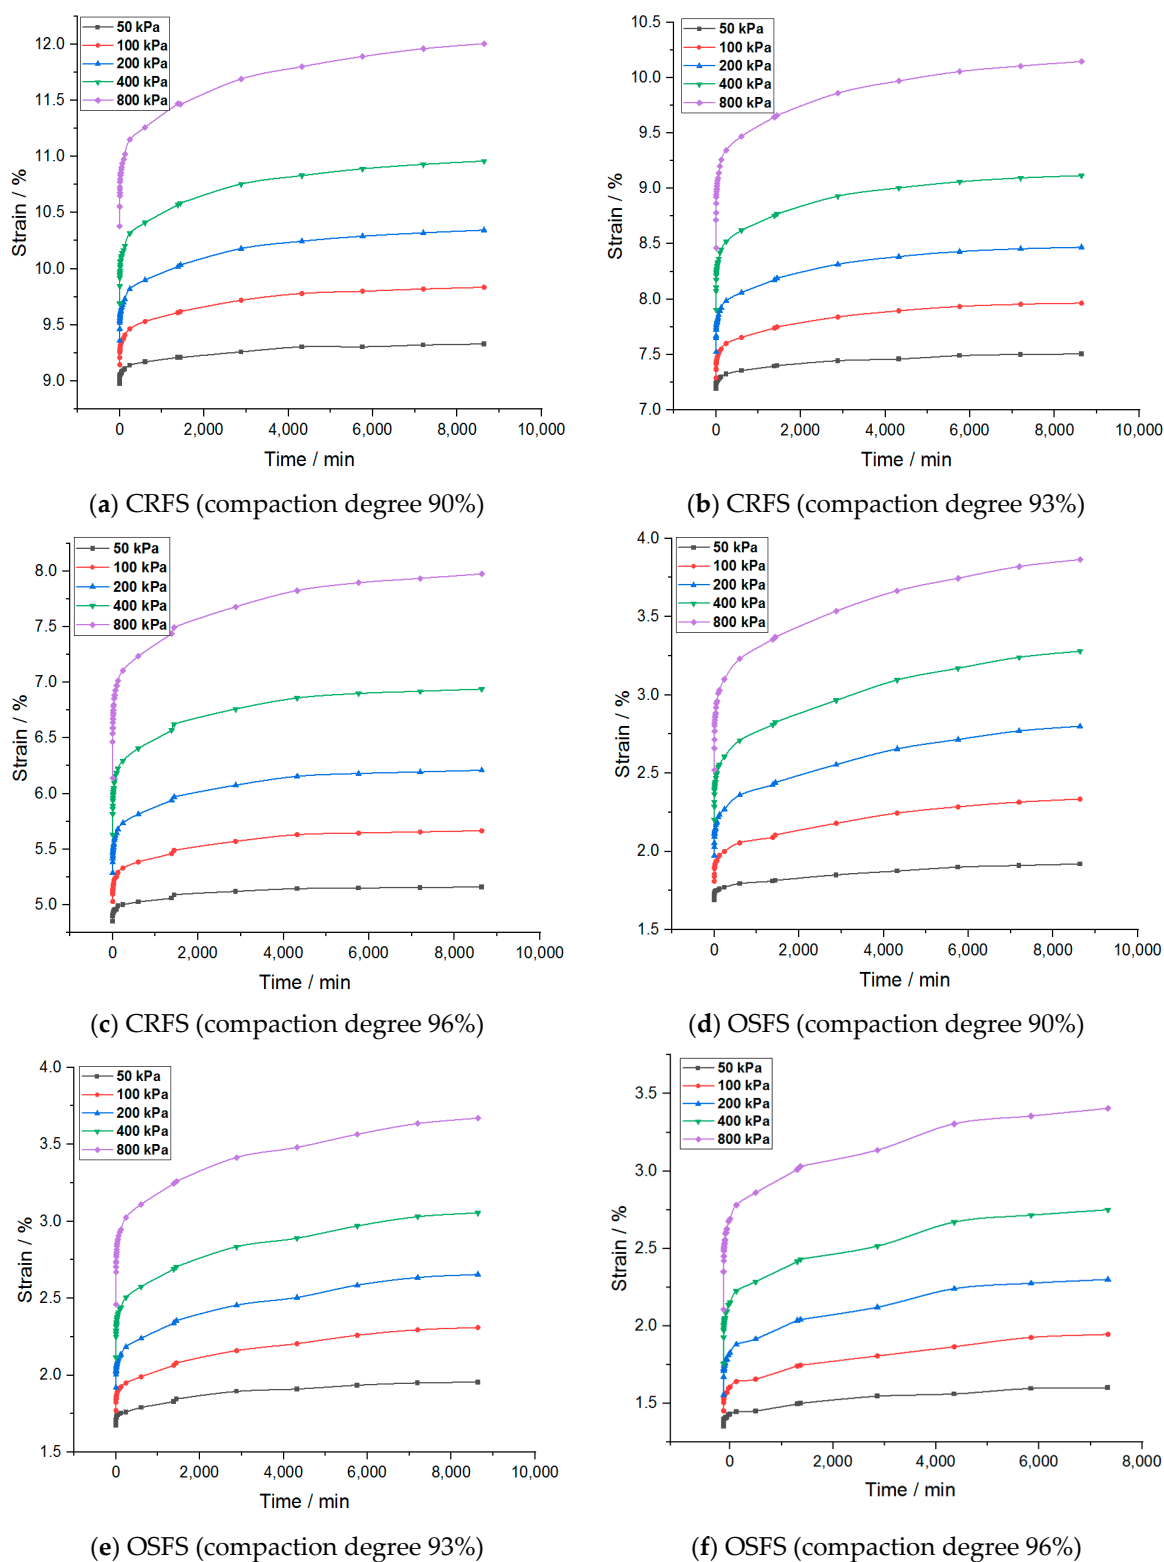 50 kPa
100 kPa
200 kPa
400 kPa
800 kPa
12.0
11.5
11.0
10.5
10.0
9.5
9.0
Strain / %
0 2,000 4,000 6,000 8,000 10,000
Time / min
(a) CRFS (compaction degree 90%)
50 kPa
100 kPa
200 kPa
400 kPa
800 kPa
10.5
10.0
9.5
9.0
8.5
8.0
7.5
7.0
Strain / %
0 2,000 4,000 6,000 8,000 10,000
Time / min
(b) CRFS (compaction degree 93%)
50 kPa
100 kPa
200 kPa
400 kPa
800 kPa
8.0
7.5
7.0
6.5
6.0
5.5
5.0
Strain / %
0 2,000 4,000 6,000 8,000 10,000
Time / min
(c) CRFS (compaction degree 96%)
50 kPa
100 kPa
200 kPa
400 kPa
800 kPa
4.0
3.5
3.0
2.5
2.0
1.5
Strain / %
0 2,000 4,000 6,000 8,000 10,000
Time / min
(d) OSFS (compaction degree 90%)
50 kPa
100 kPa
200 kPa
400 kPa
800 kPa
4.0
3.5
3.0
2.5
2.0
1.5
Strain / %
0 2,000 4,000 6,000 8,000 10,000
Time / min
(e) OSFS (compaction degree 93%)
50 kPa
100 kPa
200 kPa
400 kPa
800 kPa
3.5
3.0
2.5
2.0
1.5
Strain / %
0 2,000 4,000 6,000 8,000
Time / min
(f) OSFS (compaction degree 96%)